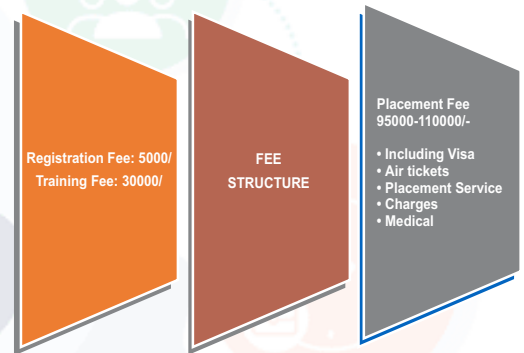 Registration Fee: 5000/
Training Fee: 30000/
FEE
STRUCTURE
Placement Fee
95000-110000/-
• Including Visa
• Air tickets
• Placement Service
• Charges
• Medical